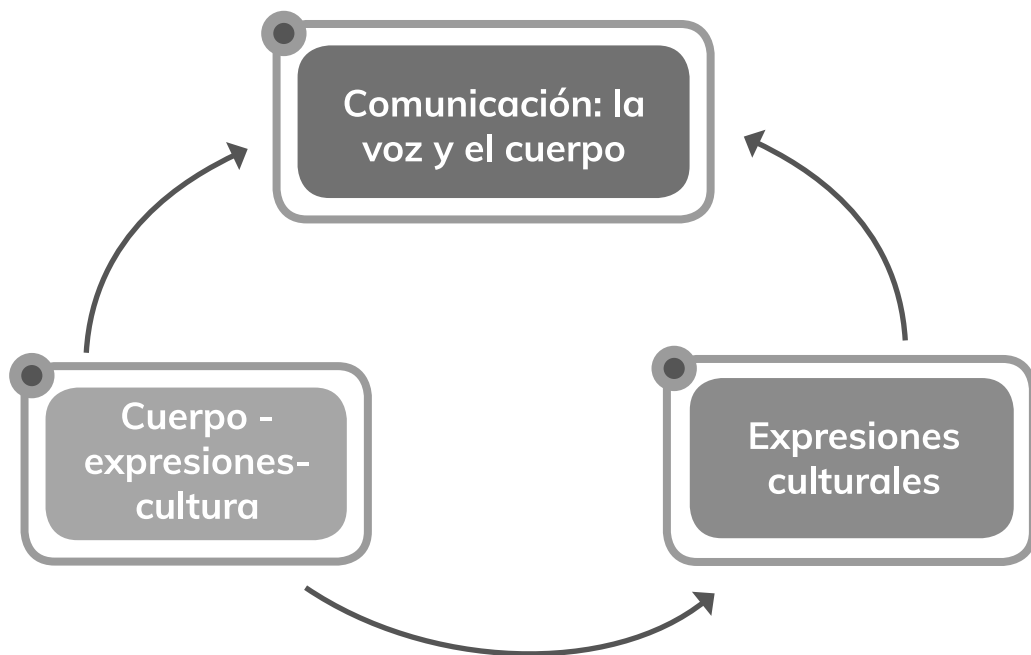 Comunicación: la
voz y el cuerpo
Cuerpo -
expresiones-
cultura
Expresiones
culturales